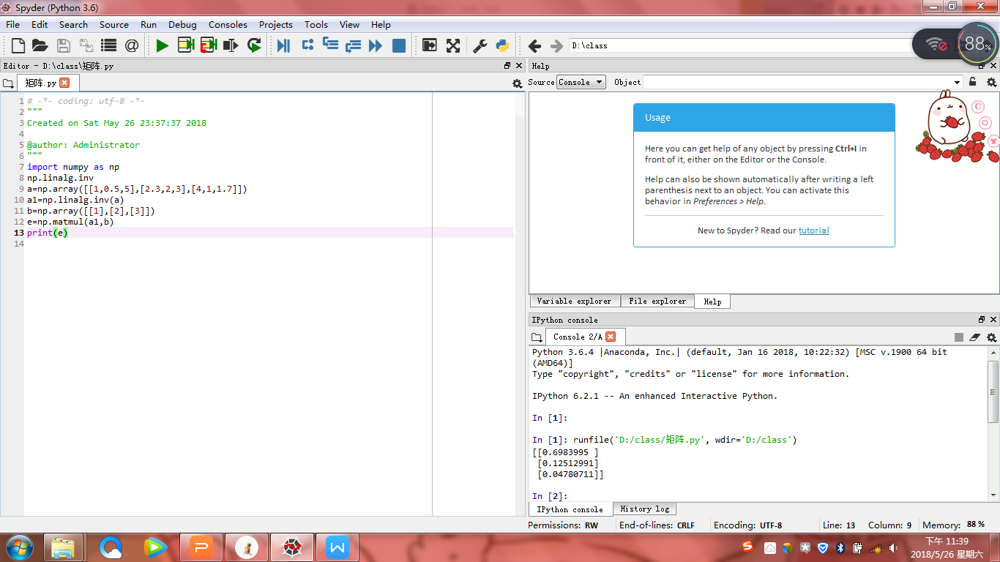 Spyder (Python 3.6)
File Edit Search Source Run Debug Consoles Projects Tools View Help
D:\class
88%
Editor - D:\class\矩阵.py
矩阵.py
1 # -*- coding: utf-8 -*-
2 """
3 Created on Sat May 26 23:37:37 2018
4
5 @author: Administrator
6 """
7 import numpy as np
8 np.linalg.inv
9 a=np.array([[1,0.5,5],[2.3,2,3],[4,1,1.7]])
10 a1=np.linalg.inv(a)
11 b=np.array([[1],[2],[3]])
12 e=np.matmul(a1,b)
13 print(e)
14
Help
Source Console Object
Usage
Here you can get help of any object by pressing Ctrl+I in
front of it, either on the Editor or the Console.
Help can also be shown automatically after writing a left
parenthesis next to an object. You can activate this
behavior in Preferences > Help.
New to Spyder? Read our tutorial
C
Variable explorer File explorer Help
IPython console
Console 2/A
Python 3.6.4 |Anaconda, Inc.| (default, Jan 16 2018, 10:22:32) [MSC v.1900 64 bit
(AMD64)]
Type "copyright", "credits" or "license" for more information.
IPython 6.2.1 -- An enhanced Interactive Python.
In [1]:
In [1]: runfile('D:/class/矩阵.py', wdir='D:/class')
[[0.6983995 ]
[0.12512991]
[0.04780711]]
In [2]:
IPython console History log
Permissions: RW End-of-lines: CRLF Encoding: UTF-8 Line: 13 Column: 9 Memory: 88 %
下午 11:39
2018/5/26 星期六